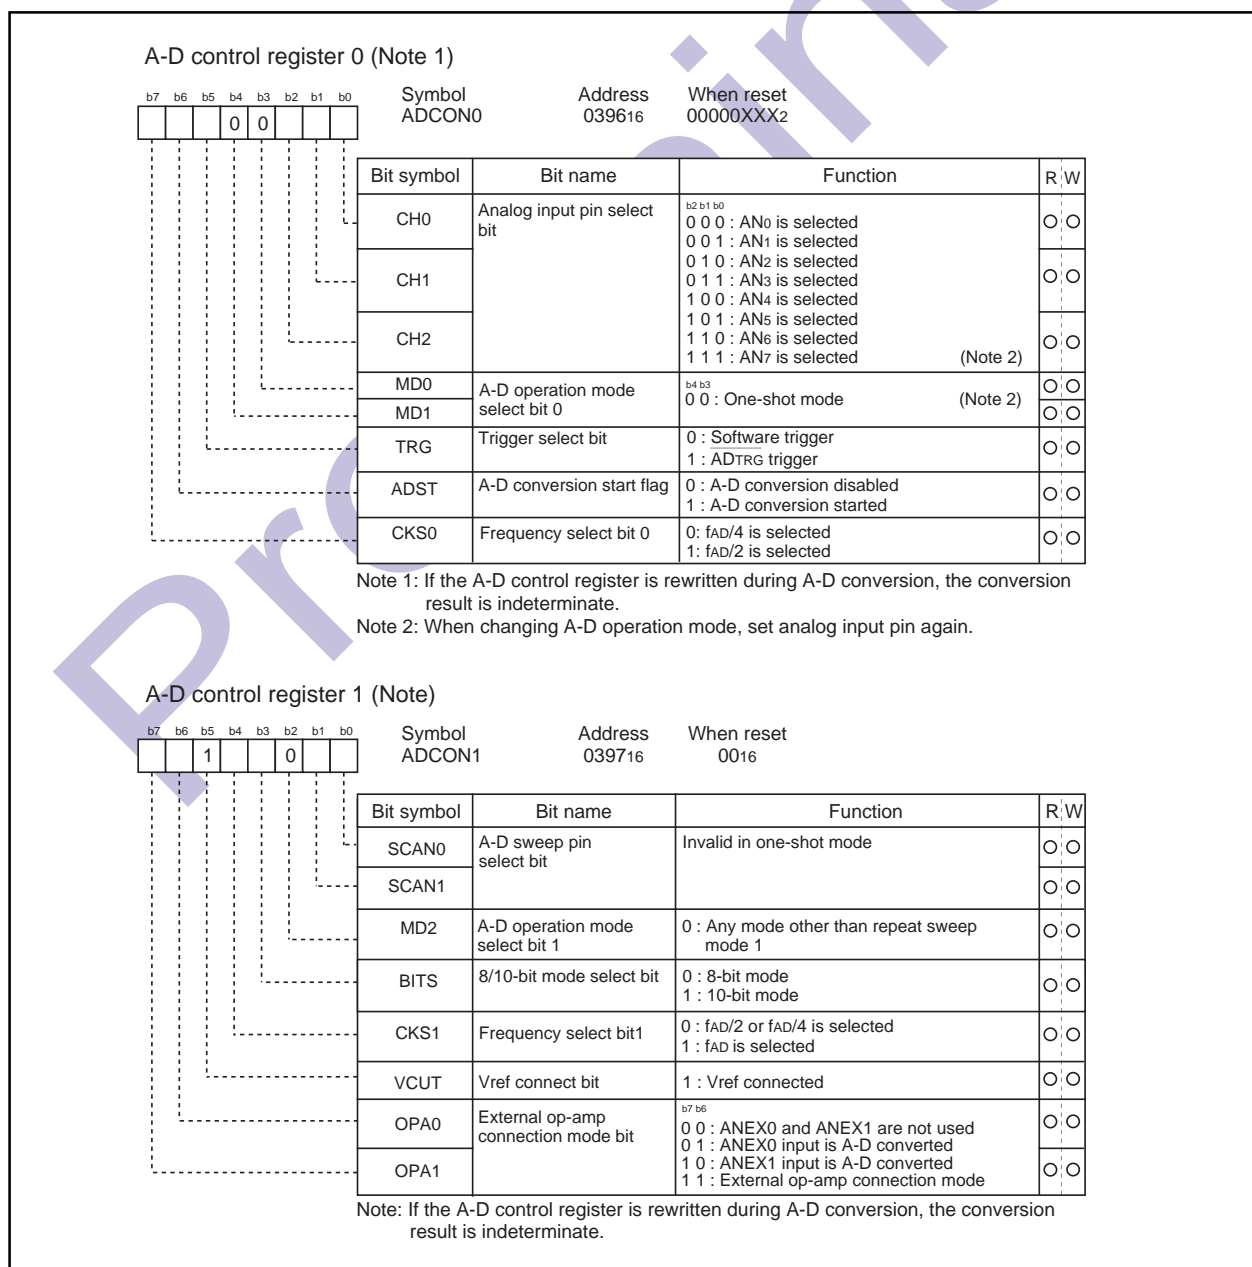 A-D control register 0 (Note 1)
b7 b6 b5 b4 b3 b2 b1 b0
0 0
Symbol Address When reset
ADCON0 039616 00000XXX2
Bit symbol Bit name Function R W
CH0 Analog input pin select bit
b2 b1 b0
0 0 0 : AN0 is selected
0 0 1 : AN1 is selected
CH1
0 1 0 : AN2 is selected
0 1 1 : AN3 is selected
1 0 0 : AN4 is selected
CH2
1 0 1 : AN5 is selected
1 1 0 : AN6 is selected
1 1 1 : AN7 is selected (Note 2)
MD0
MD1
A-D operation mode
select bit 0
b4 b3
0 0 : One-shot mode (Note 2)
TRG Trigger select bit
0 : Software trigger
1 : ADTRG trigger
ADST A-D conversion start flag
0 : A-D conversion disabled
1 : A-D conversion started
CKS0 Frequency select bit 0
0: fAD/4 is selected
1: fAD/2 is selected
Note 1: If the A-D control register is rewritten during A-D conversion, the conversion
result is indeterminate.
Note 2: When changing A-D operation mode, set analog input pin again.
A-D control register 1 (Note)
b7 b6 b5 b4 b3 b2 b1 b0
1 0
Symbol Address When reset
ADCON1 039716 0016
Bit symbol Bit name Function R W
SCAN0
SCAN1
A-D sweep pin
select bit
Invalid in one-shot mode
MD2
A-D operation mode
select bit 1
0 : Any mode other than repeat sweep
mode 1
BITS 8/10-bit mode select bit
0 : 8-bit mode
1 : 10-bit mode
CKS1 Frequency select bit1
0 : fAD/2 or fAD/4 is selected
1 : fAD is selected
VCUT Vref connect bit 1 : Vref connected
OPA0
OPA1
External op-amp
connection mode bit
b7 b6
0 0 : ANEX0 and ANEX1 are not used
0 1 : ANEX0 input is A-D converted
1 0 : ANEX1 input is A-D converted
1 1 : External op-amp connection mode
Note: If the A-D control register is rewritten during A-D conversion, the conversion
result is indeterminate.